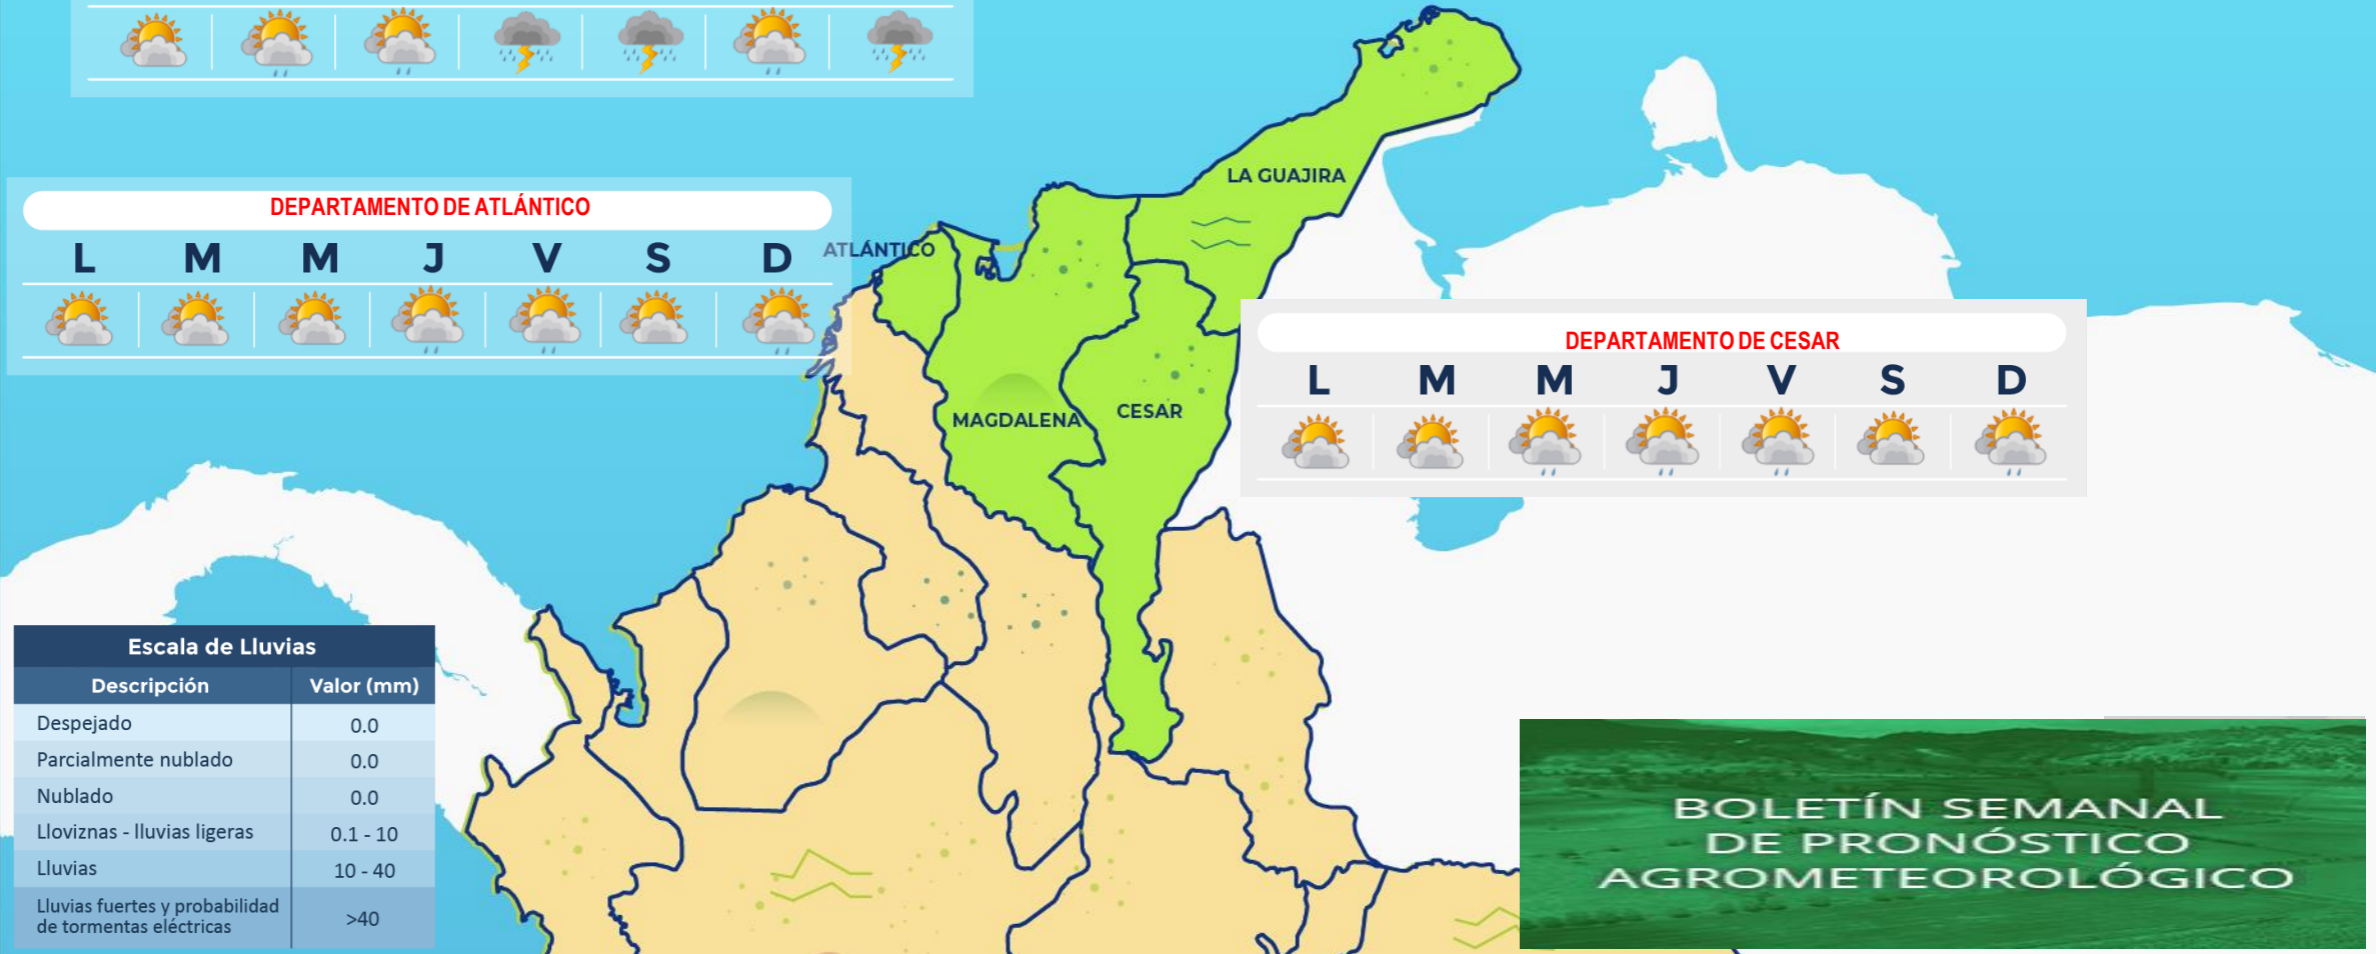 LA GUAJIRA
DEPARTAMENTO DE ATLÁNTICO
L M M J V S D
ATLÁNTICO
DEPARTAMENTO DE CESAR
L M M J V S D
MAGDALENA
CESAR
Escala de Lluvias
Descripción Valor (mm)
Despejado 0.0
Parcialmente nublado 0.0
Nublado 0.0
Lloviznas - lluvias ligeras 0.1 - 10
Lluvias 10 - 40
Lluvias fuertes y probabilidad
de tormentas eléctricas >40
BOLETÍN SEMANAL
DE PRONÓSTICO
AGROMETEOROLÓGICO